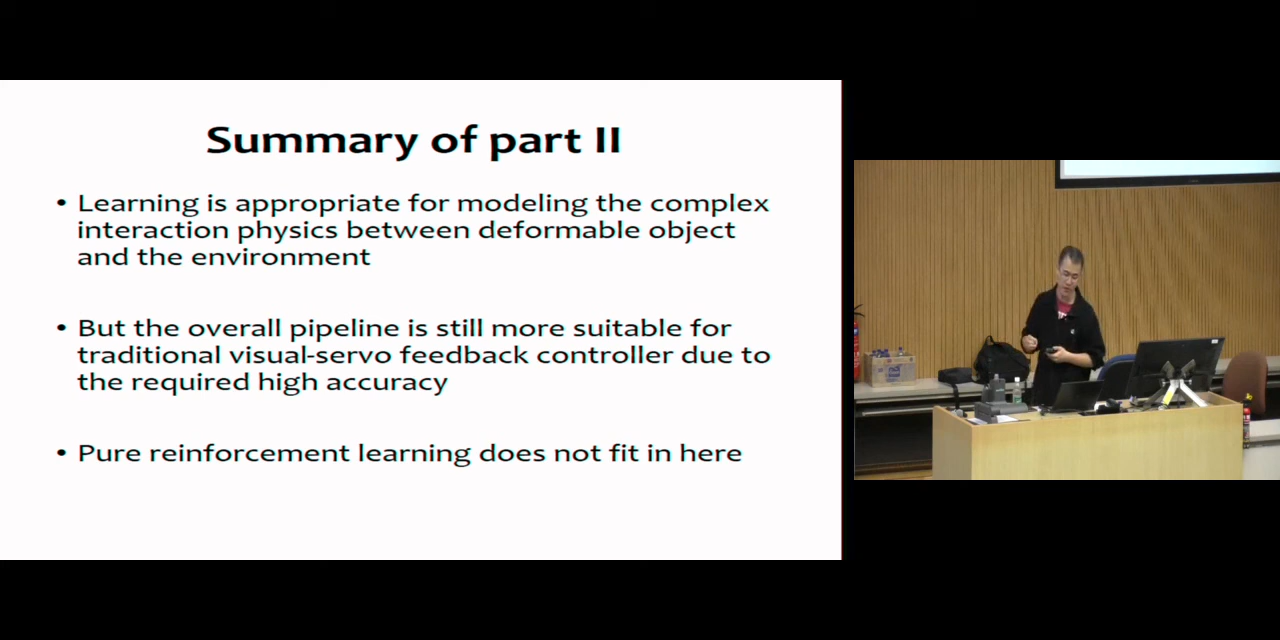 Summary of part II
• Learning is appropriate for modeling the complex
interaction physics between deformable object
and the environment
• But the overall pipeline is still more suitable for
traditional visual-servo feedback controller due to
the required high accuracy
• Pure reinforcement learning does not fit in here